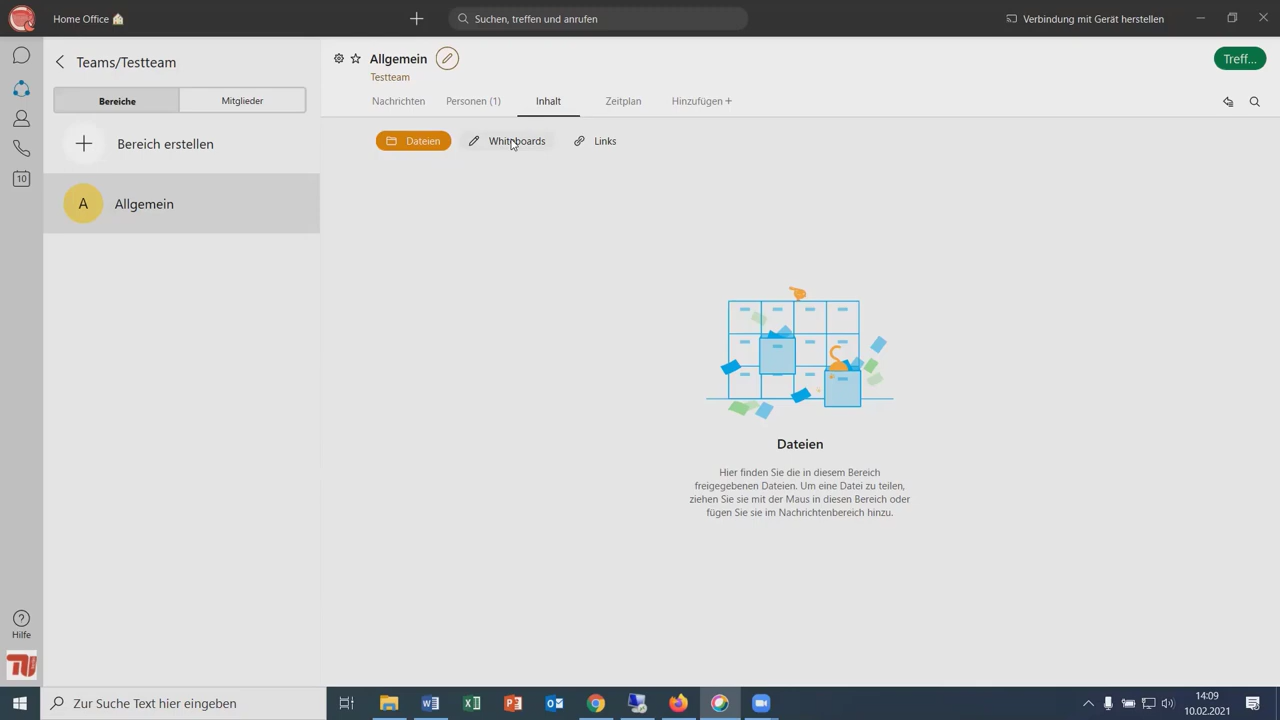 Home Office
Suchen, treffen und anrufen
Verbindung mit Gerät herstellen
Teams/Testteam
Bereiche
Mitglieder
Bereich erstellen
A
Allgemein
10
Hilfe
Allgemein
Testteam
Treff...
Nachrichten
Personen (1)
Inhalt
Zeitplan
Hinzufügen +
Dateien
Whiteboards
Links
Dateien
Hier finden Sie die in diesem Bereich
freigegebenen Dateien. Um eine Datei zu teilen,
ziehen Sie sie mit der Maus in diesen Bereich oder
fügen Sie sie im Nachrichtenbereich hinzu.
Zur Suche Text hier eingeben
14:09
10.02.2021